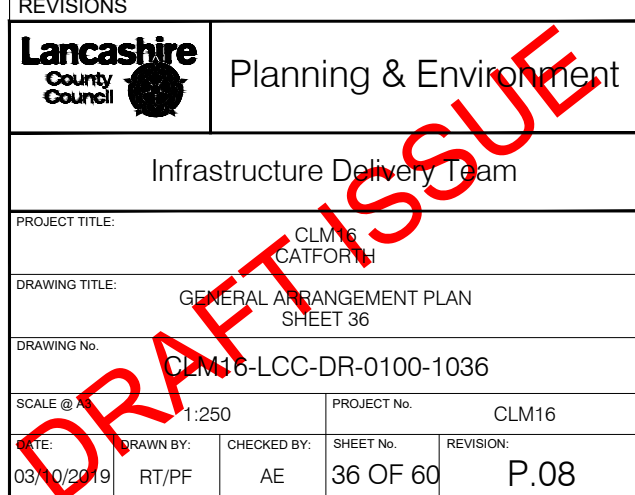 REVISIONS
Lancashire
County
Council
Planning & Environment
Infrastructure Delivery Team
PROJECT TITLE:
CLM16
CATFORTH
DRAWING TITLE:
GENERAL ARRANGEMENT PLAN
SHEET 36
DRAWING No.
CLM16-LCC-DR-0100-1036
SCALE @ A3
1:250
PROJECT No.
CLM16
DATE:
03/10/2019
DRAWN BY:
RT/PF
CHECKED BY:
AE
SHEET No.
36 OF 60
REVISION:
P.08
DRAFT ISSUE